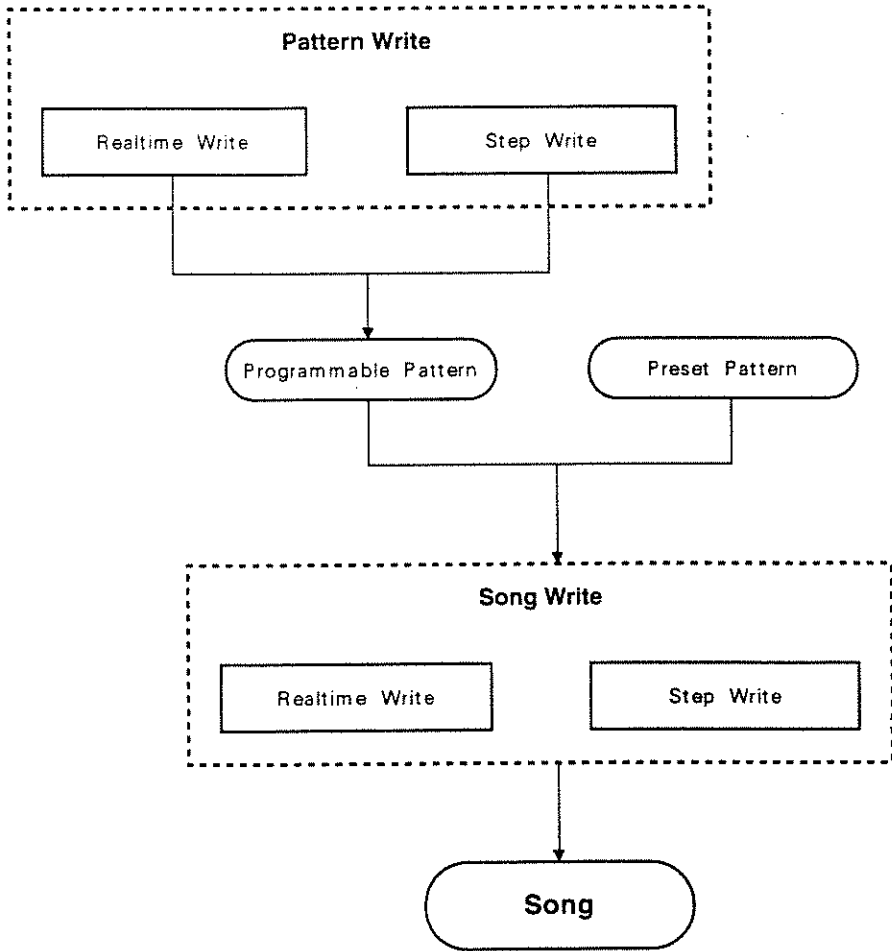 Pattern Write
Realtime Write
Step Write
Programmable Pattern
Preset Pattern
Song Write
Realtime Write
Step Write
Song